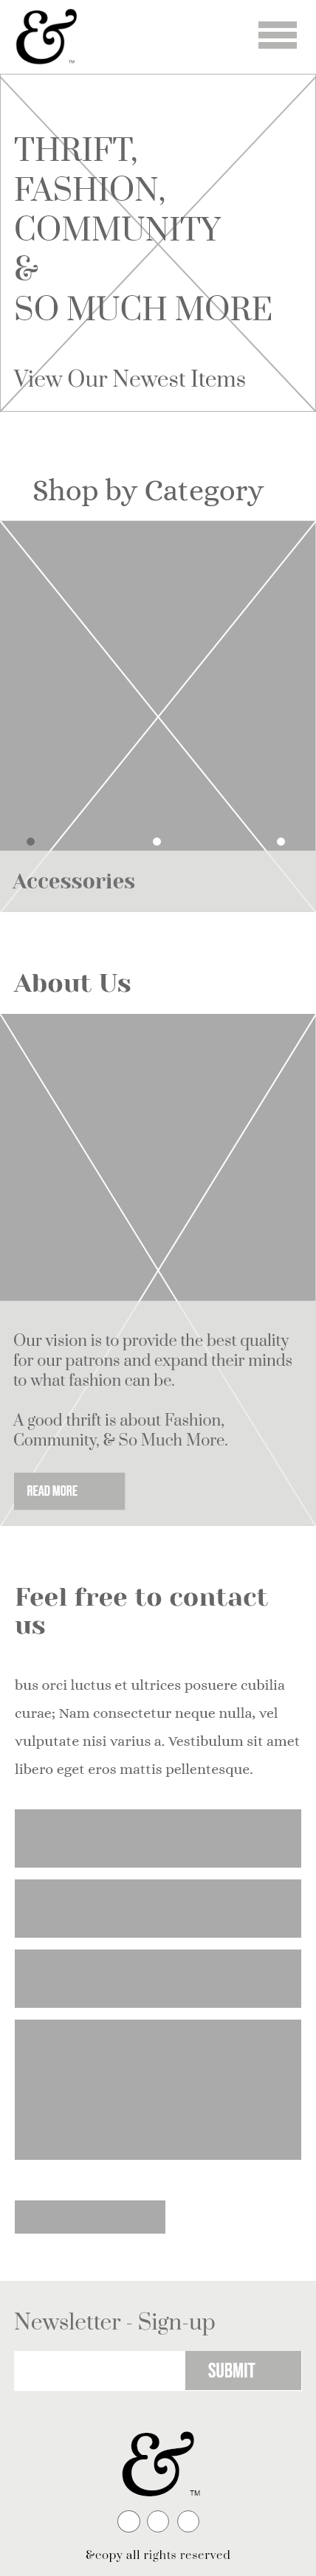 &
TM
THRIFT,
FASHION,
COMMUNITY
&
SO MUCH MORE
View Our Newest Items
Shop by Category
Accessories
About Us
Our vision is to provide the best quality
for our patrons and expand their minds
to what fashion can be.
A good thrift is about Fashion,
Community, & So Much More.
READ MORE
Feel free to contact
us
bus orci luctus et ultrices posuere cubilia
curae; Nam consectetur neque nulla, vel
vulputate nisi varius a. Vestibulum sit amet
libero eget eros mattis pellentesque.
Newsletter - Sign-up
SUBMIT
&
TM
&copy all rights reserved